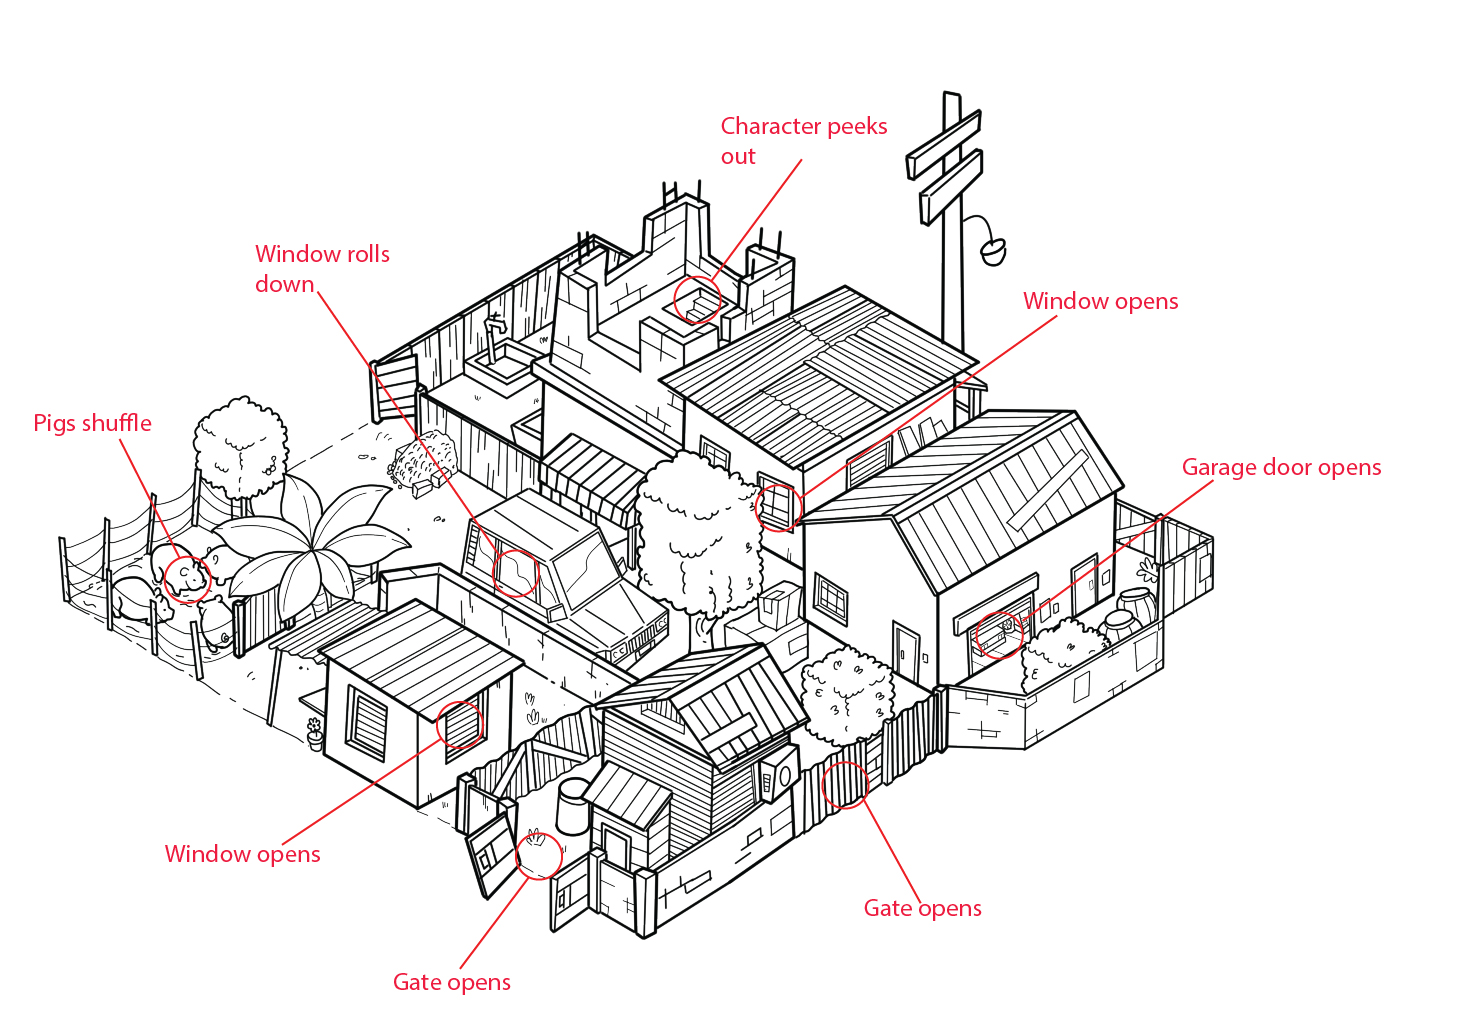 Character peeks
out
Window rolls
down
Window opens
Pigs shuffle
Garage door opens
Window opens
Gate opens
Gate opens